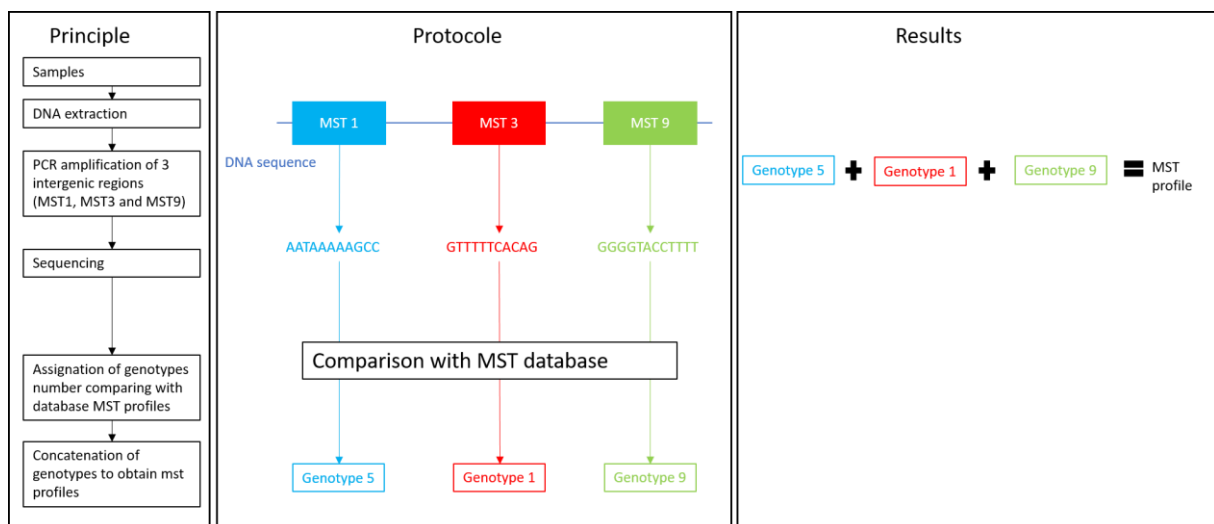 Principle
Samples
DNA extraction
PCR amplification of 3
intergenic regions
(MST1, MST3 and MST9)
Sequencing
Assignation of genotypes
number comparing with
database MST profiles
Concatenation of
genotypes to obtain mst
profiles
Protocole
MST 1 MST 3 MST 9
DNA sequence
AATAAAAAGCC GTTTTTCACAG GGGGTACCTTTT
Comparison with MST database
Genotype 5 Genotype 1 Genotype 9
Results
Genotype 5 + Genotype 1 + Genotype 9 = MST
profile